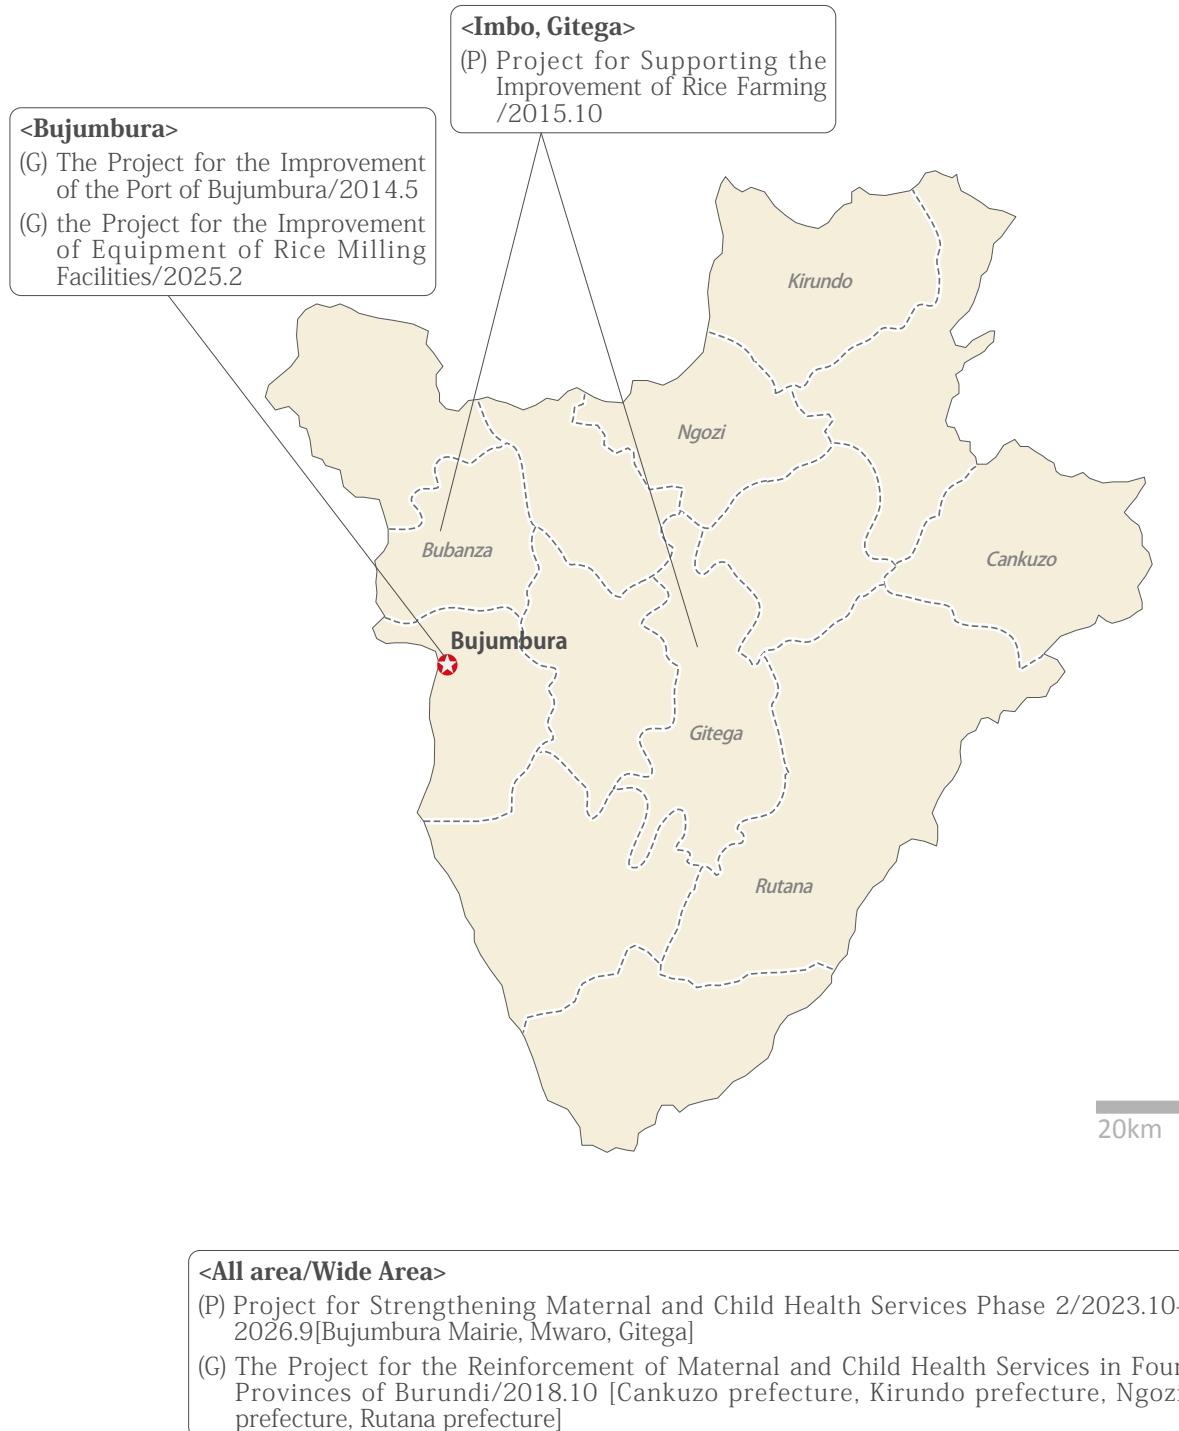 <Imbo, Gitega>
(P) Project for Supporting the
Improvement of Rice Farming
/2015.10
<Bujumbura>
(G) The Project for the Improvement
of the Port of Bujumbura/2014.5
(G) the Project for the Improvement
of Equipment of Rice Milling
Facilities/2025.2
Kirundo
Ngozi
Bubanza
Cankuzo
Bujumbura
Gitega
Rutana
20km
<All area/Wide Area>
(P) Project for Strengthening Maternal and Child Health Services Phase 2/2023.10-
2026.9[Bujumbura Mairie, Mwaro, Gitega]
(G) The Project for the Reinforcement of Maternal and Child Health Services in Four
Provinces of Burundi/2018.10 [Cankuzo prefecture, Kirundo prefecture, Ngozi
prefecture, Rutana prefecture]